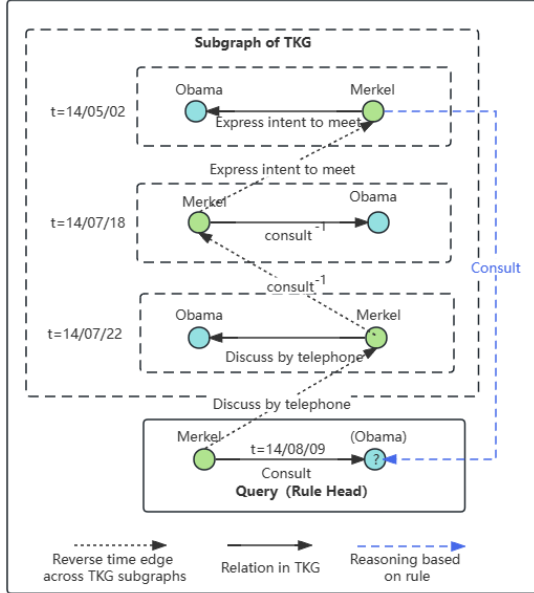 Subgraph of TKG
Obama
Merkel
t=14/05/02
Express intent to meet
Express intent to meet
Merkel
Obama
t=14/07/18
consult⁻¹
Consult
consult⁻¹
Obama
Merkel
t=14/07/22
Discuss by telephone
Discuss by telephone
Merkel
(Obama)
t=14/08/09
?
Consult
Query (Rule Head)
Reverse time edge
across TKG subgraphs
Relation in TKG
Reasoning based
on rule